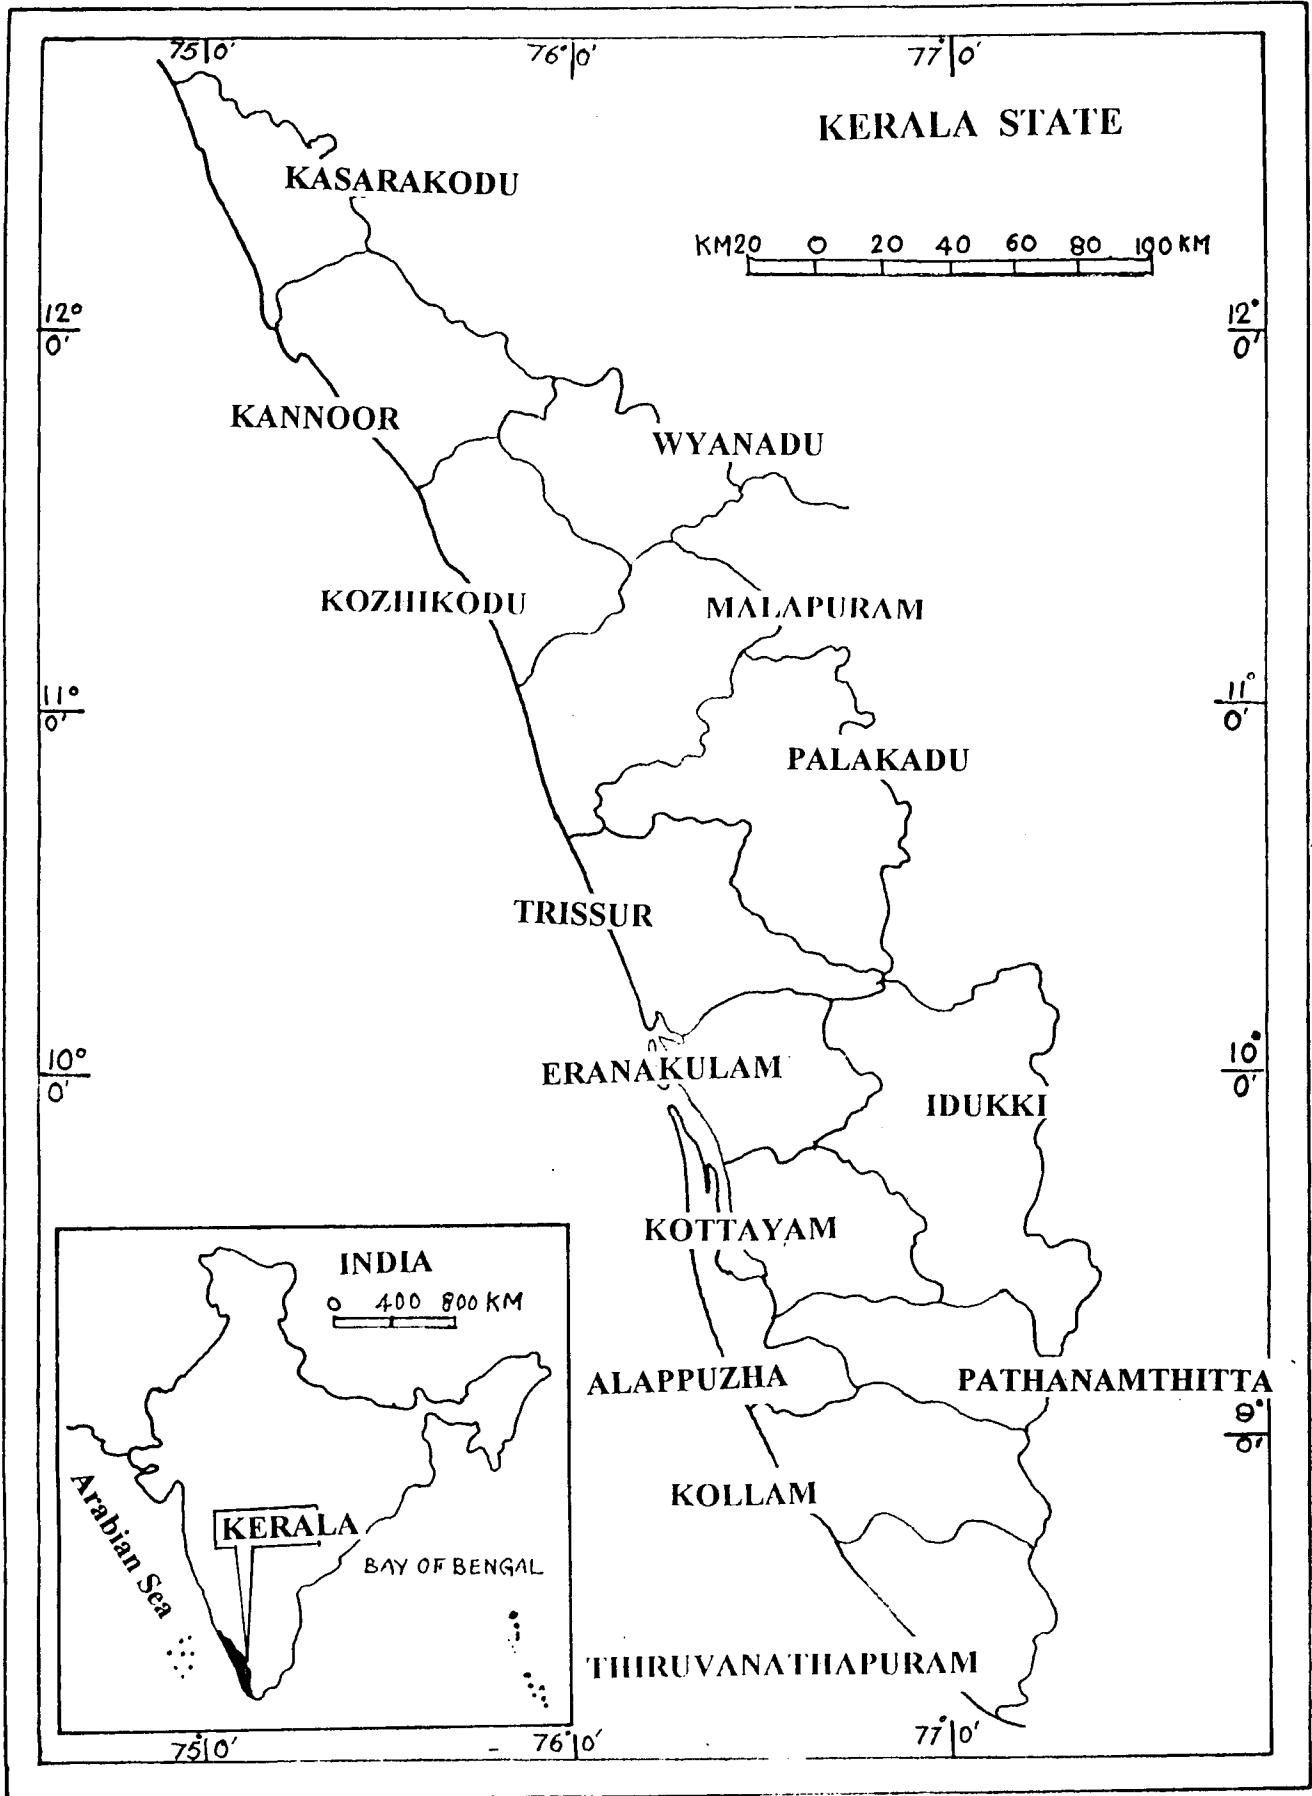 75°0' 76°0' 77°0'
KERALA STATE
KASARAKODU
KM20 0 20 40 60 80 100 KM
12° 0' 12° 0'
KANNOOR
WYANADU
KOZHIKODU
MALAPURAM
11° 0' 11° 0'
PALAKADU
TRISSUR
10° 0' 10° 0'
ERANAKULAM
IDUKKI
KOTTAYAM
INDIA
0 400 800 KM
ALAPPUZHA
PATHANAMTHITTA
0'
KOLLAM
Arabian Sea
KERALA
BAY OF BENGAL
THIRUVANATHAPURAM
75°0' 76°0' 77°0'